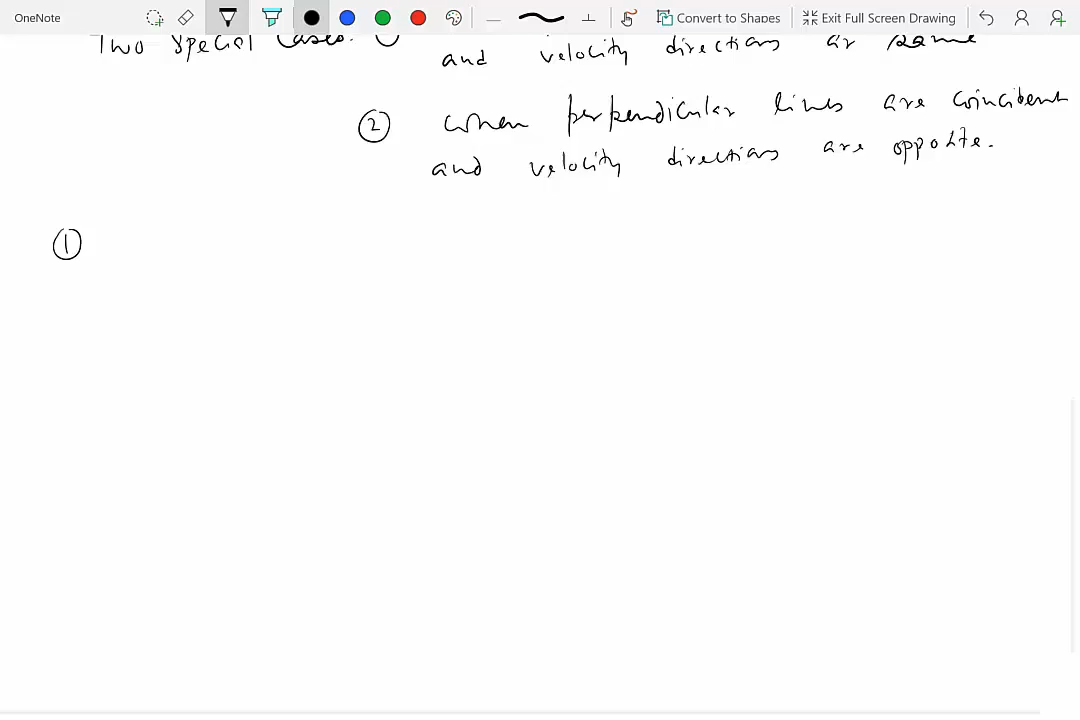 OneNote
Convert to Shapes
Exit Full Screen Drawing
Two Special Cases.
and velocity directions are same
② when perpendicular lines are coincident
and velocity directions are opposite.
①